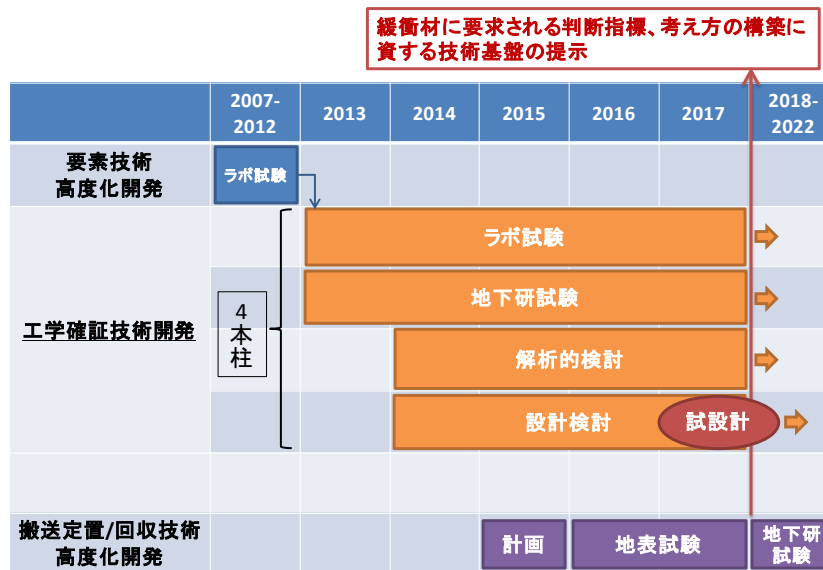 緩衝材に要求される判断指標、考え方の構築に
資する技術基盤の提示
2007-
2012
2013
2014
2015
2016
2017
2018-
2022
要素技術
高度化開発
ラボ試験
工学確証技術開発
4
本
柱
ラボ試験
地下研試験
解析的検討
設計検討
試設計
搬送定置/回収技術
高度化開発
計画
地表試験
地下研
試験